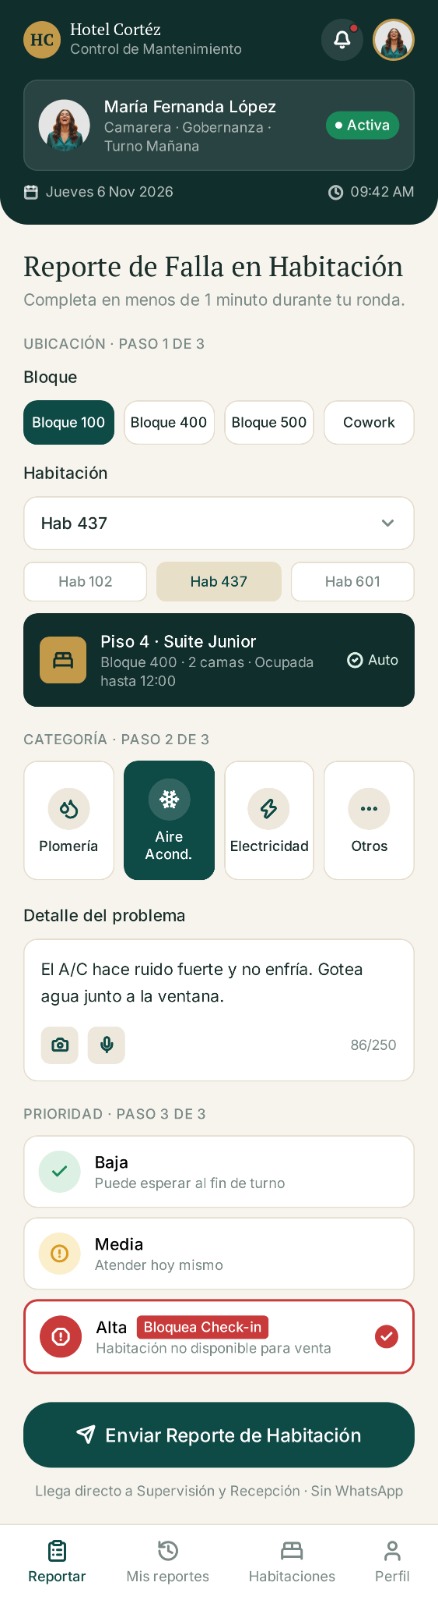 HC
Hotel Cortéz
Control de Mantenimiento
María Fernanda López
Camarera · Gobernanza ·
Turno Mañana
Activa
Jueves 6 Nov 2026
09:42 AM
Reporte de Falla en Habitación
Completa en menos de 1 minuto durante tu ronda.
UBICACIÓN · PASO 1 DE 3
Bloque
Bloque 100
Bloque 400
Bloque 500
Cowork
Habitación
Hab 437
Hab 102
Hab 437
Hab 601
Piso 4 · Suite Junior
Bloque 400 · 2 camas · Ocupada
hasta 12:00
Auto
CATEGORÍA · PASO 2 DE 3
Plomería
Aire
Acond.
Electricidad
Otros
Detalle del problema
El A/C hace ruido fuerte y no enfría. Gotea
agua junto a la ventana.
86/250
PRIORIDAD · PASO 3 DE 3
Baja
Puede esperar al fin de turno
Media
Atender hoy mismo
Alta
Bloquea Check-in
Habitación no disponible para venta
Enviar Reporte de Habitación
Llega directo a Supervisión y Recepción · Sin WhatsApp
Reportar
Mis reportes
Habitaciones
Perfil